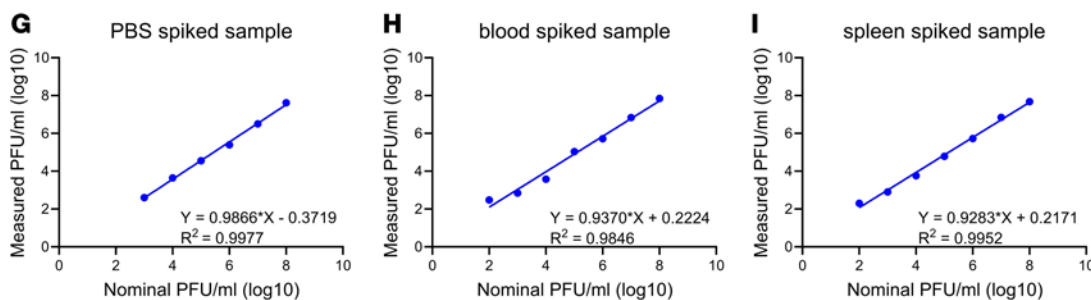 G PBS spiked sample
Measured PFU/ml (log10)
10
8
6
4
2
0
Y = 0.9866*X - 0.3719
R² = 0.9977
0 2 4 6 8 10
Nominal PFU/ml (log10)
H blood spiked sample
Measured PFU/ml (log10)
10
8
6
4
2
0
Y = 0.9370*X + 0.2224
R² = 0.9846
0 2 4 6 8 10
Nominal PFU/ml (log10)
I spleen spiked sample
Measured PFU/ml (log10)
10
8
6
4
2
0
Y = 0.9283*X + 0.2171
R² = 0.9952
0 2 4 6 8 10
Nominal PFU/ml (log10)